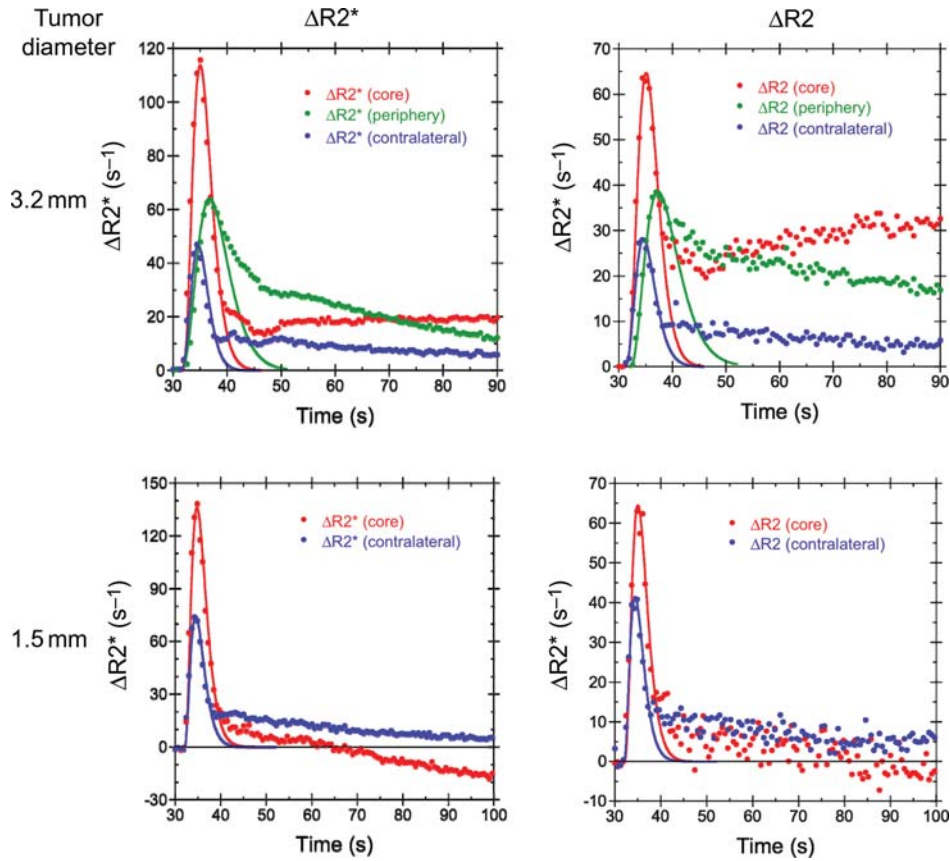 Tumor diameter
ΔR2*
ΔR2
120
100
80
60
40
20
0
ΔR2* (s–1)
ΔR2* (core)
ΔR2* (periphery)
ΔR2* (contralateral)
30 40 50 60 70 80 90
Time (s)
3.2 mm
70
60
50
40
30
20
10
0
ΔR2* (s–1)
ΔR2 (core)
ΔR2 (periphery)
ΔR2 (contralateral)
30 40 50 60 70 80 90
Time (s)
150
120
90
60
30
0
-30
ΔR2* (s–1)
ΔR2* (core)
ΔR2* (contralateral)
30 40 50 60 70 80 90 100
Time (s)
1.5 mm
70
60
50
40
30
20
10
0
-10
ΔR2* (s–1)
ΔR2 (core)
ΔR2 (contralateral)
30 40 50 60 70 80 90 100
Time (s)